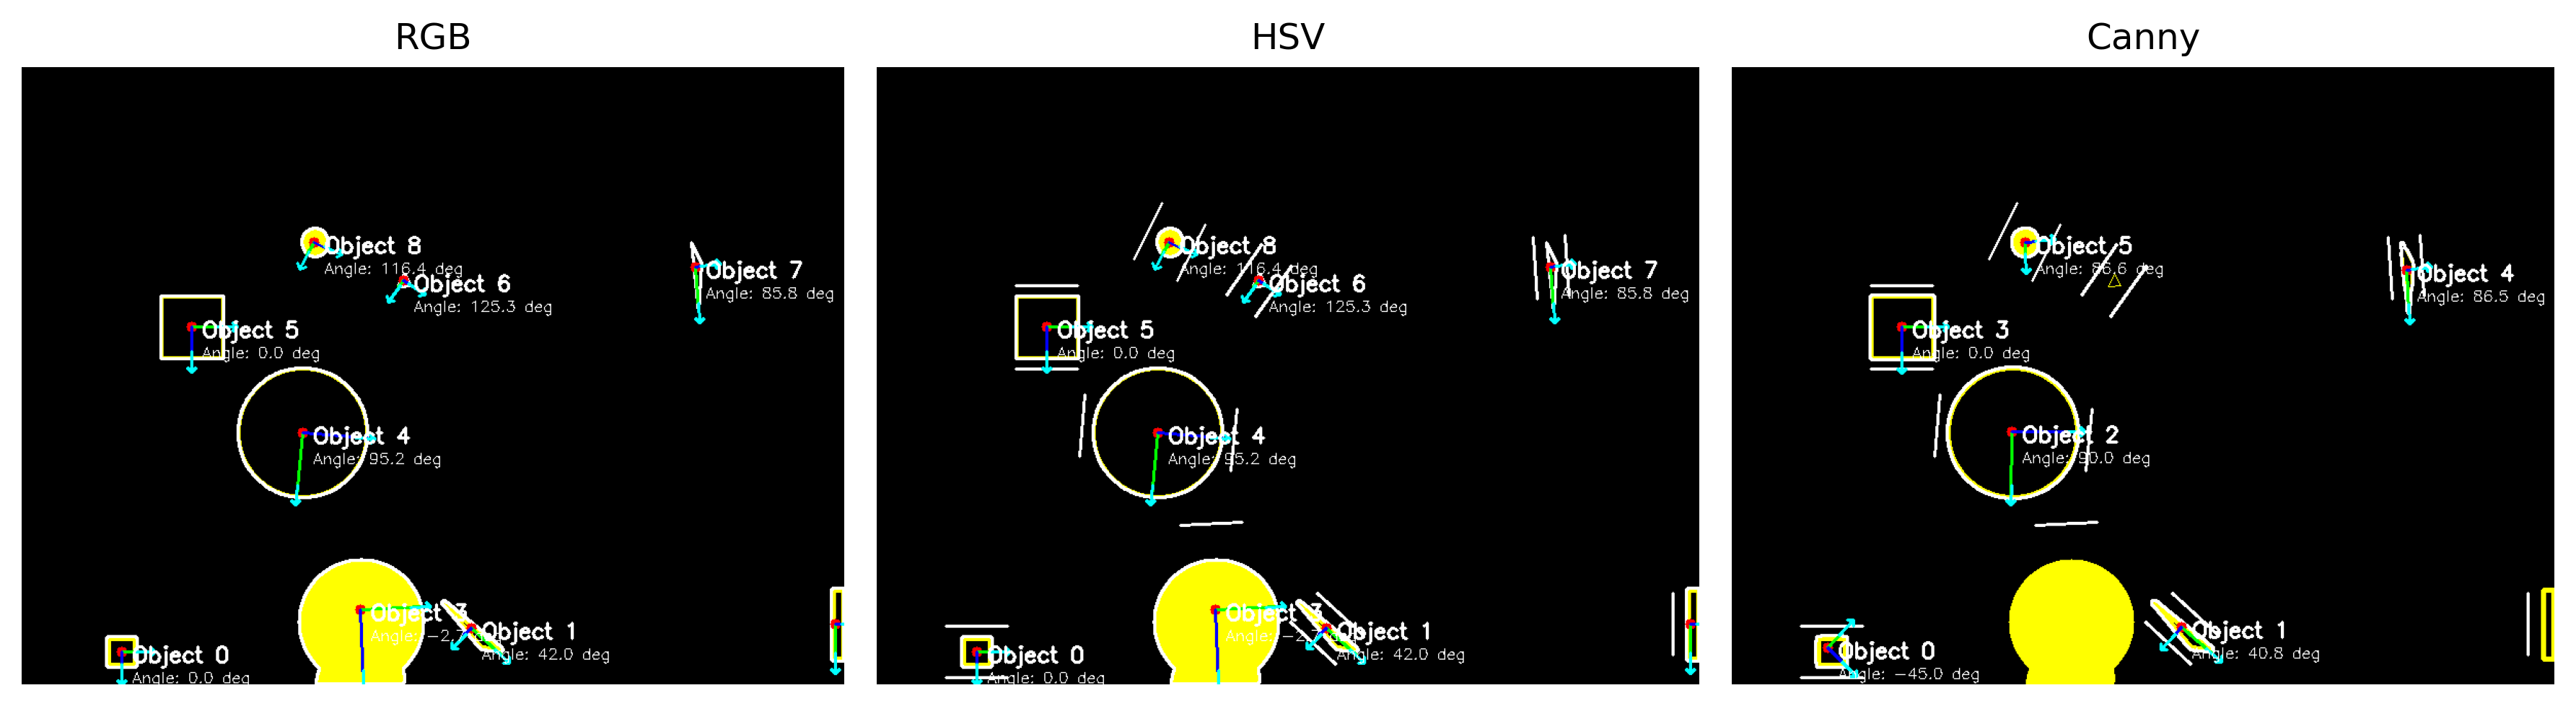 RGB
HSV
Canny
Object 8
Angle: 116.4 deg
Object 6
Angle: 125.3 deg
Object 7
Angle: 85.8 deg
Object 5
Angle: 0.0 deg
Object 4
Angle: 95.2 deg
Object 3
Angle: −2.7
Object 1
Angle: 42.0 deg
Object 0
Angle: 0.0 deg
Object 8
Angle: 116.4 deg
Object 6
Angle: 125.3 deg
Object 7
Angle: 85.8 deg
Object 5
Angle: 0.0 deg
Object 4
Angle: 95.2 deg
Object 3
Angle:
Object 1
Angle: 42.0 deg
Object 0
Angle: 0.0 deg
Object 5
Angle: 86.6 deg
Object 4
Angle: 86.5 deg
Object 3
Angle: 0.0 deg
Object 2
Angle: 90.0 deg
Object 1
Angle: 40.8 deg
Object 0
Angle: −45.0 deg